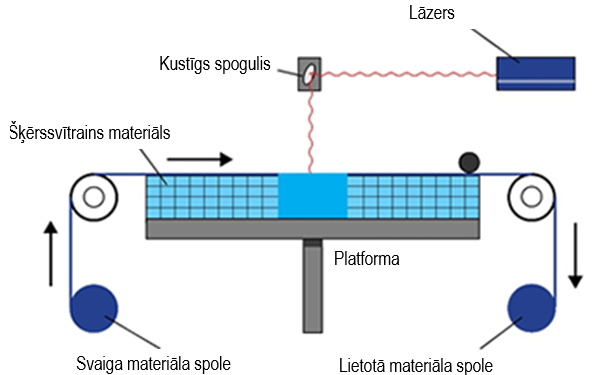 Lāzers
Kustīgs spogulis
Šķērssvītrains materiāls
Platforma
Svaiga materiāla spole
Lietotā materiāla spole